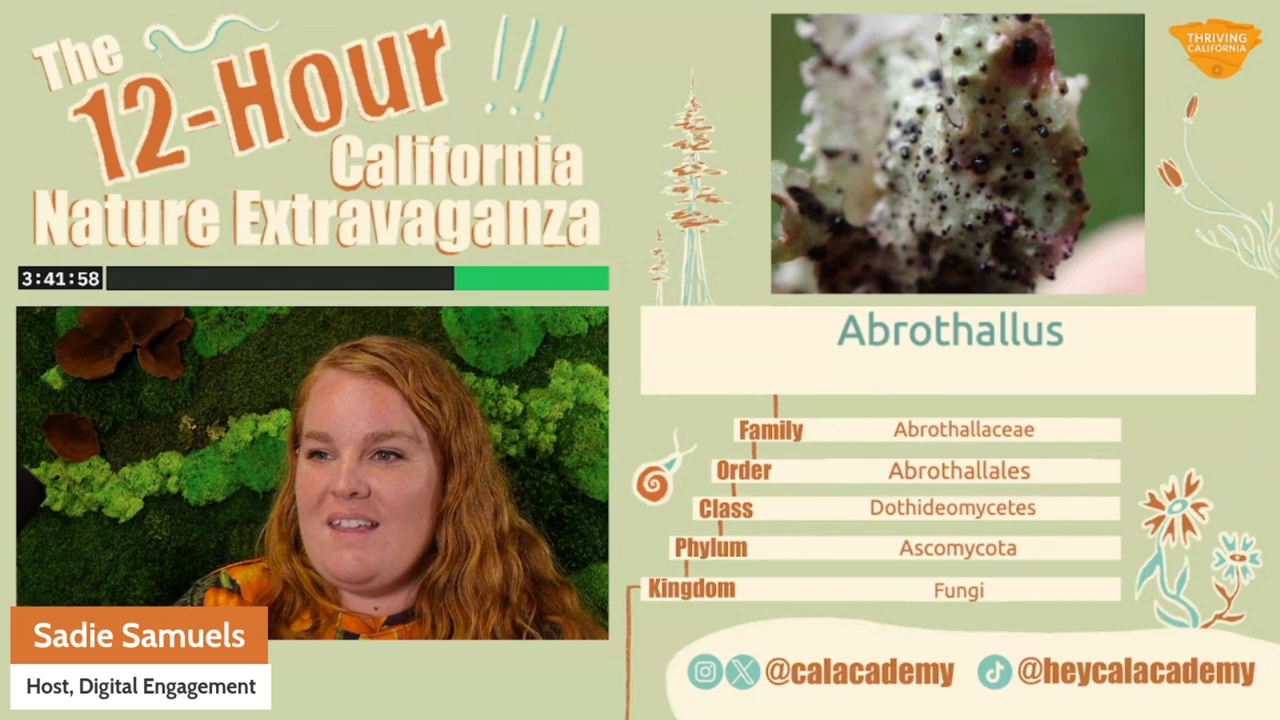 The
12-Hour
!!!
California
Nature Extravaganza
3:41:58
THRIVING
CALIFORNIA
Abrothallus
Family Abrothallaceae
Order Abrothallales
Class Dothideomycetes
Phylum Ascomycota
Kingdom Fungi
Sadie Samuels
Host, Digital Engagement
@calacademy @heycalacademy